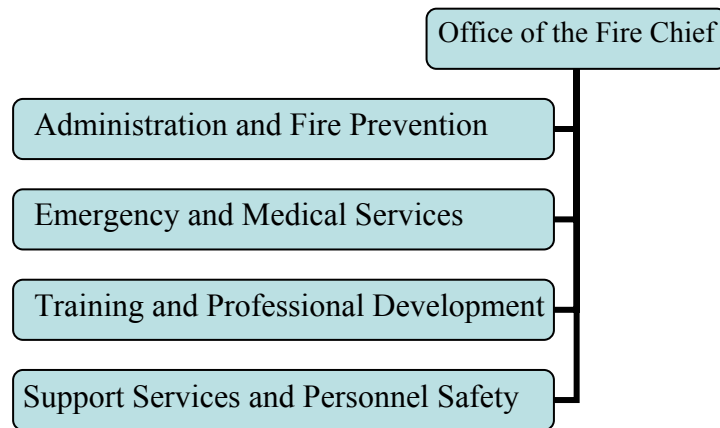 Office of the Fire Chief
Administration and Fire Prevention
Emergency and Medical Services
Training and Professional Development
Support Services and Personnel Safety